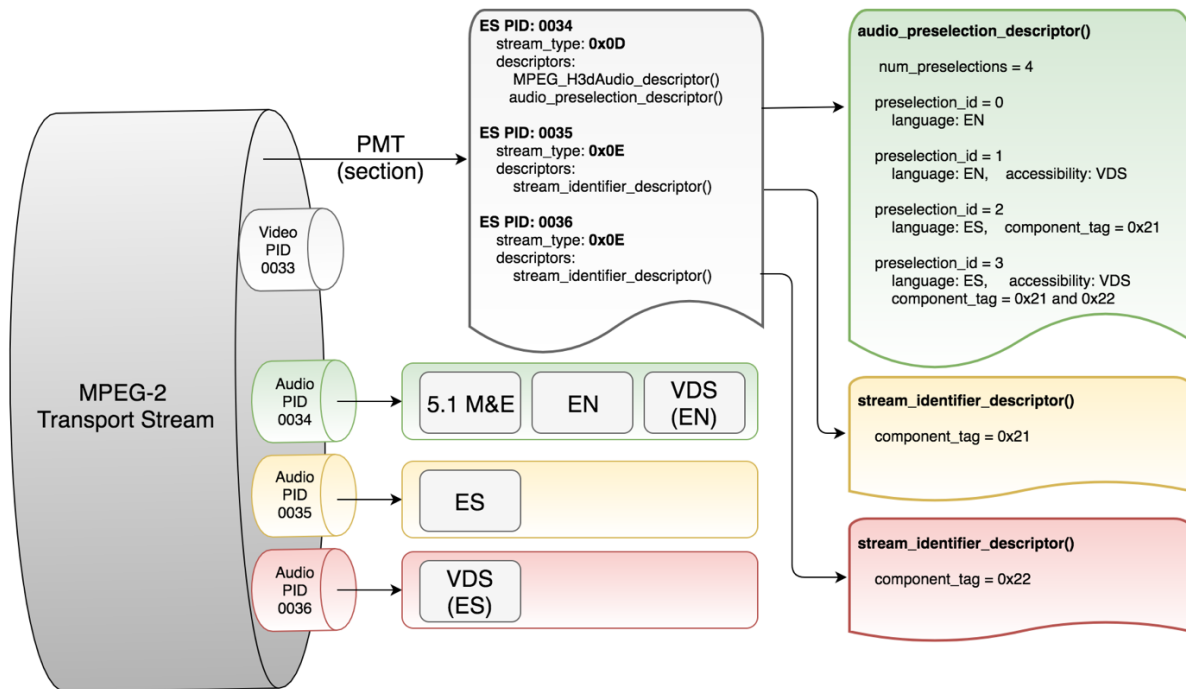 MPEG-2
Transport Stream
Video
PID
0033
Audio
PID
0034
Audio
PID
0035
Audio
PID
0036
PMT
(section)
ES PID: 0034
stream_type: 0x0D
descriptors:
MPEG_H3dAudio_descriptor()
audio_preselection_descriptor()
ES PID: 0035
stream_type: 0x0E
descriptors:
stream_identifier_descriptor()
ES PID: 0036
stream_type: 0x0E
descriptors:
stream_identifier_descriptor()
5.1 M&E
EN
VDS
(EN)
ES
VDS
(ES)
audio_preselection_descriptor()
num_preselections = 4
preselection_id = 0
language: EN
preselection_id = 1
language: EN, accessibility: VDS
preselection_id = 2
language: ES, component_tag = 0x21
preselection_id = 3
language: ES, accessibility: VDS
component_tag = 0x21 and 0x22
stream_identifier_descriptor()
component_tag = 0x21
stream_identifier_descriptor()
component_tag = 0x22